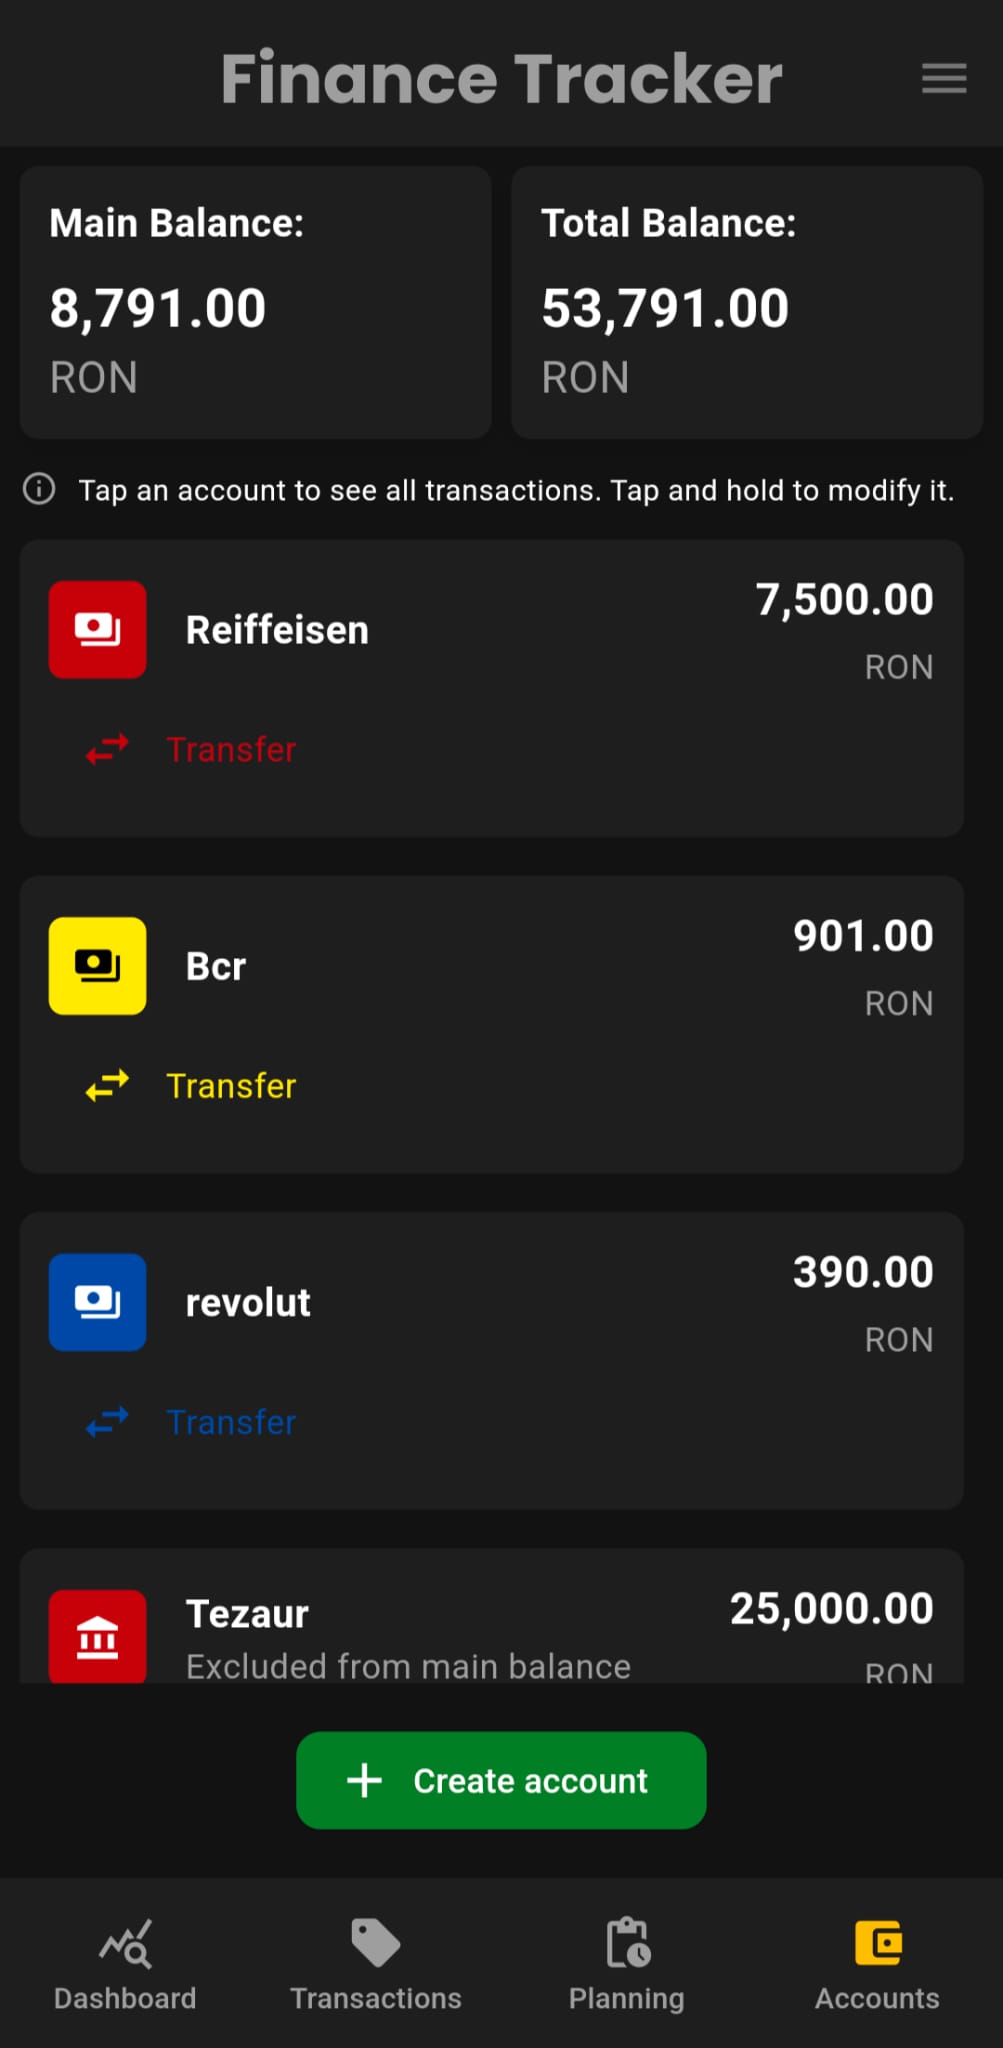 Finance Tracker
Main Balance:
8,791.00
RON
Total Balance:
53,791.00
RON
Tap an account to see all transactions. Tap and hold to modify it.
Reiffeisen
7,500.00
RON
Transfer
Bcr
901.00
RON
Transfer
revolut
390.00
RON
Transfer
Tezaur
25,000.00
Excluded from main balance
RON
Create account
Dashboard
Transactions
Planning
Accounts